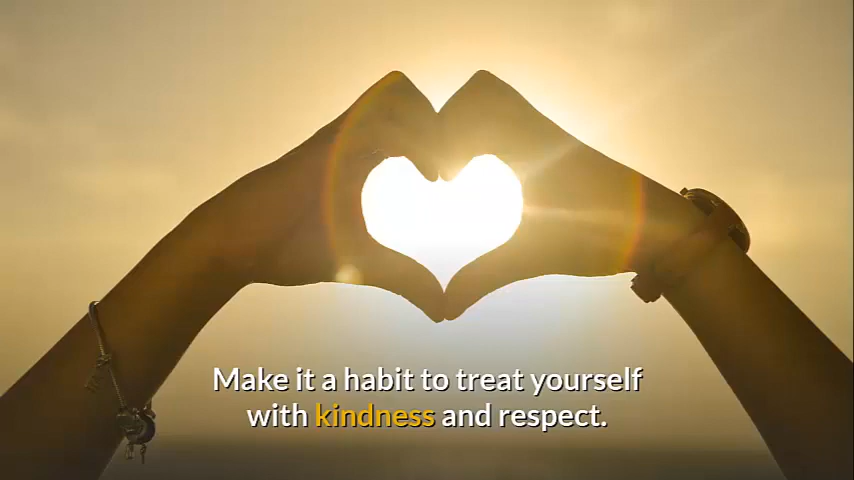 Make it a habit to treat yourself
with kindness and respect.